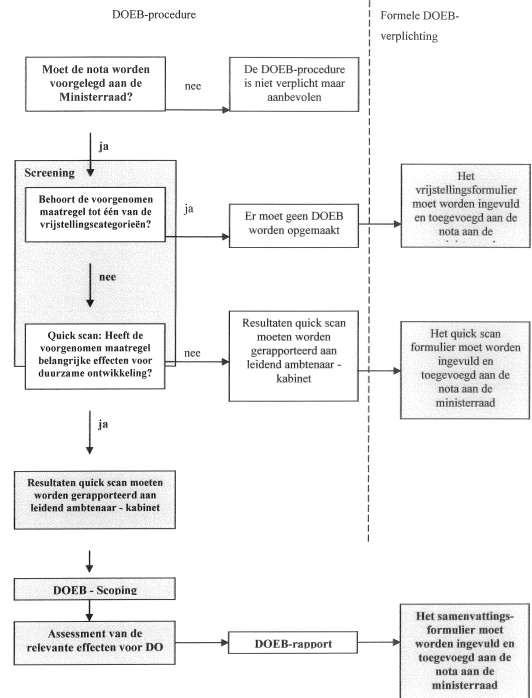 DOEB-procedure
Formele DOEB-
verplichting
Moet de nota worden
voorgelegd aan de
Ministerraad?
nee
De DOEB-procedure
is niet verplicht maar
aanbevolen
ja
Screening
Behoort de voorgenomen
maatregel tot één van de
vrijstellingscategorieën?
ja
Er moet geen DOEB
worden opgemaakt
Het
vrijstellingsformulier
moet worden ingevuld
en toegevoegd aan de
nota aan de
nee
Quick scan: Heeft de
voorgenomen maatregel
belangrijke effecten voor
duurzame ontwikkeling?
nee
Resultaten quick scan
moeten worden
gerapporteerd aan
leidend ambtenaar -
kabinet
Het quick scan
formulier moet worden
ingevuld en
toegevoegd aan de
nota aan de
ministerraad
ja
Resultaten quick scan moeten
worden gerapporteerd aan
leidend ambtenaar - kabinet
DOEB - Scoping
Assessment van de
relevante effecten voor DO
DOEB-rapport
Het samenvattings-
formulier moet
worden ingevuld en
toegevoegd aan de
nota aan de
ministerraad